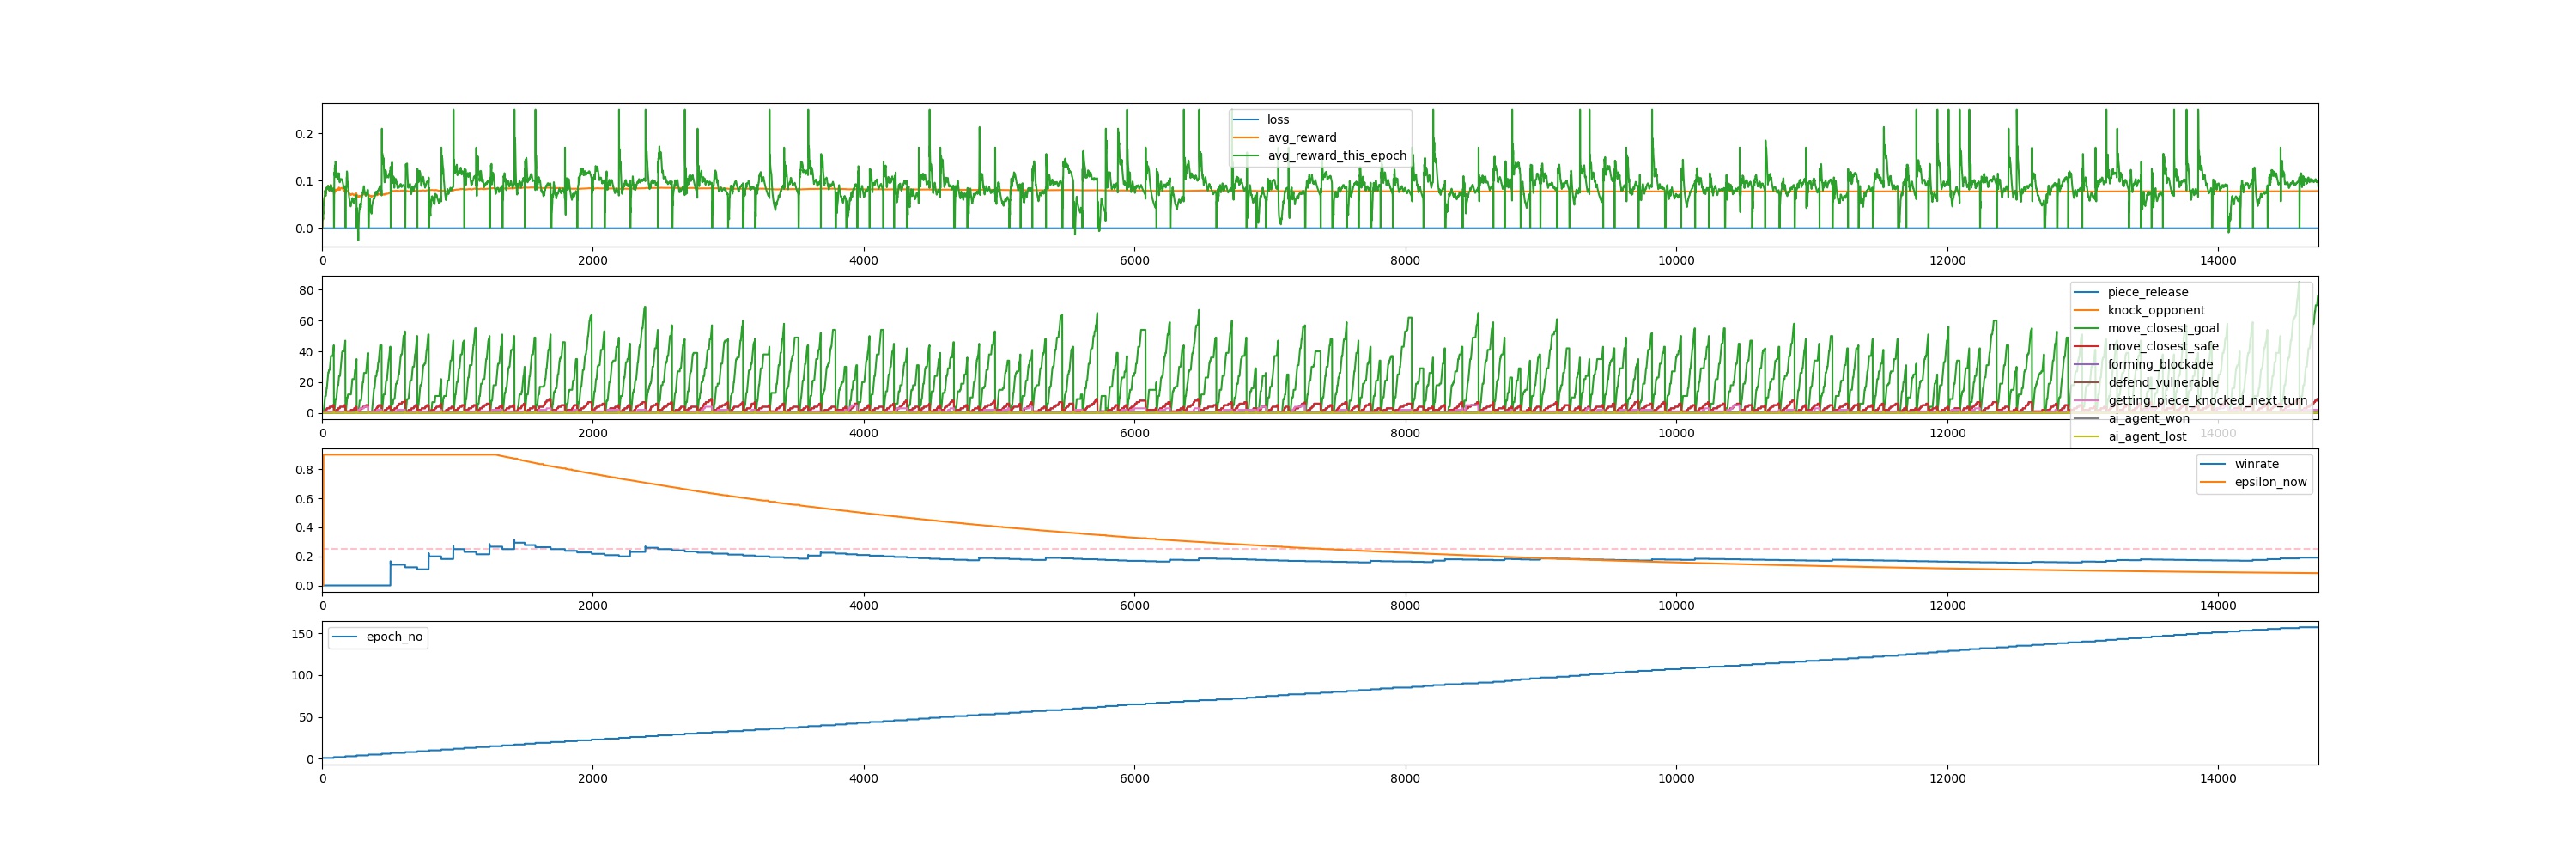 0.2
0.1
0.0
loss
avg_reward
avg_reward_this_epoch
0 2000 4000 6000 8000 10000 12000 14000
80
60
40
20
0
piece_release
knock_opponent
move_closest_goal
move_closest_safe
forming_blockade
defend_vulnerable
getting_piece_knocked_next_turn
ai_agent_won
ai_agent_lost
0 2000 4000 6000 8000 10000 12000 14000
0.8
0.6
0.4
0.2
0.0
winrate
epsilon_now
0 2000 4000 6000 8000 10000 12000 14000
150
100
50
0
epoch_no
0 2000 4000 6000 8000 10000 12000 14000